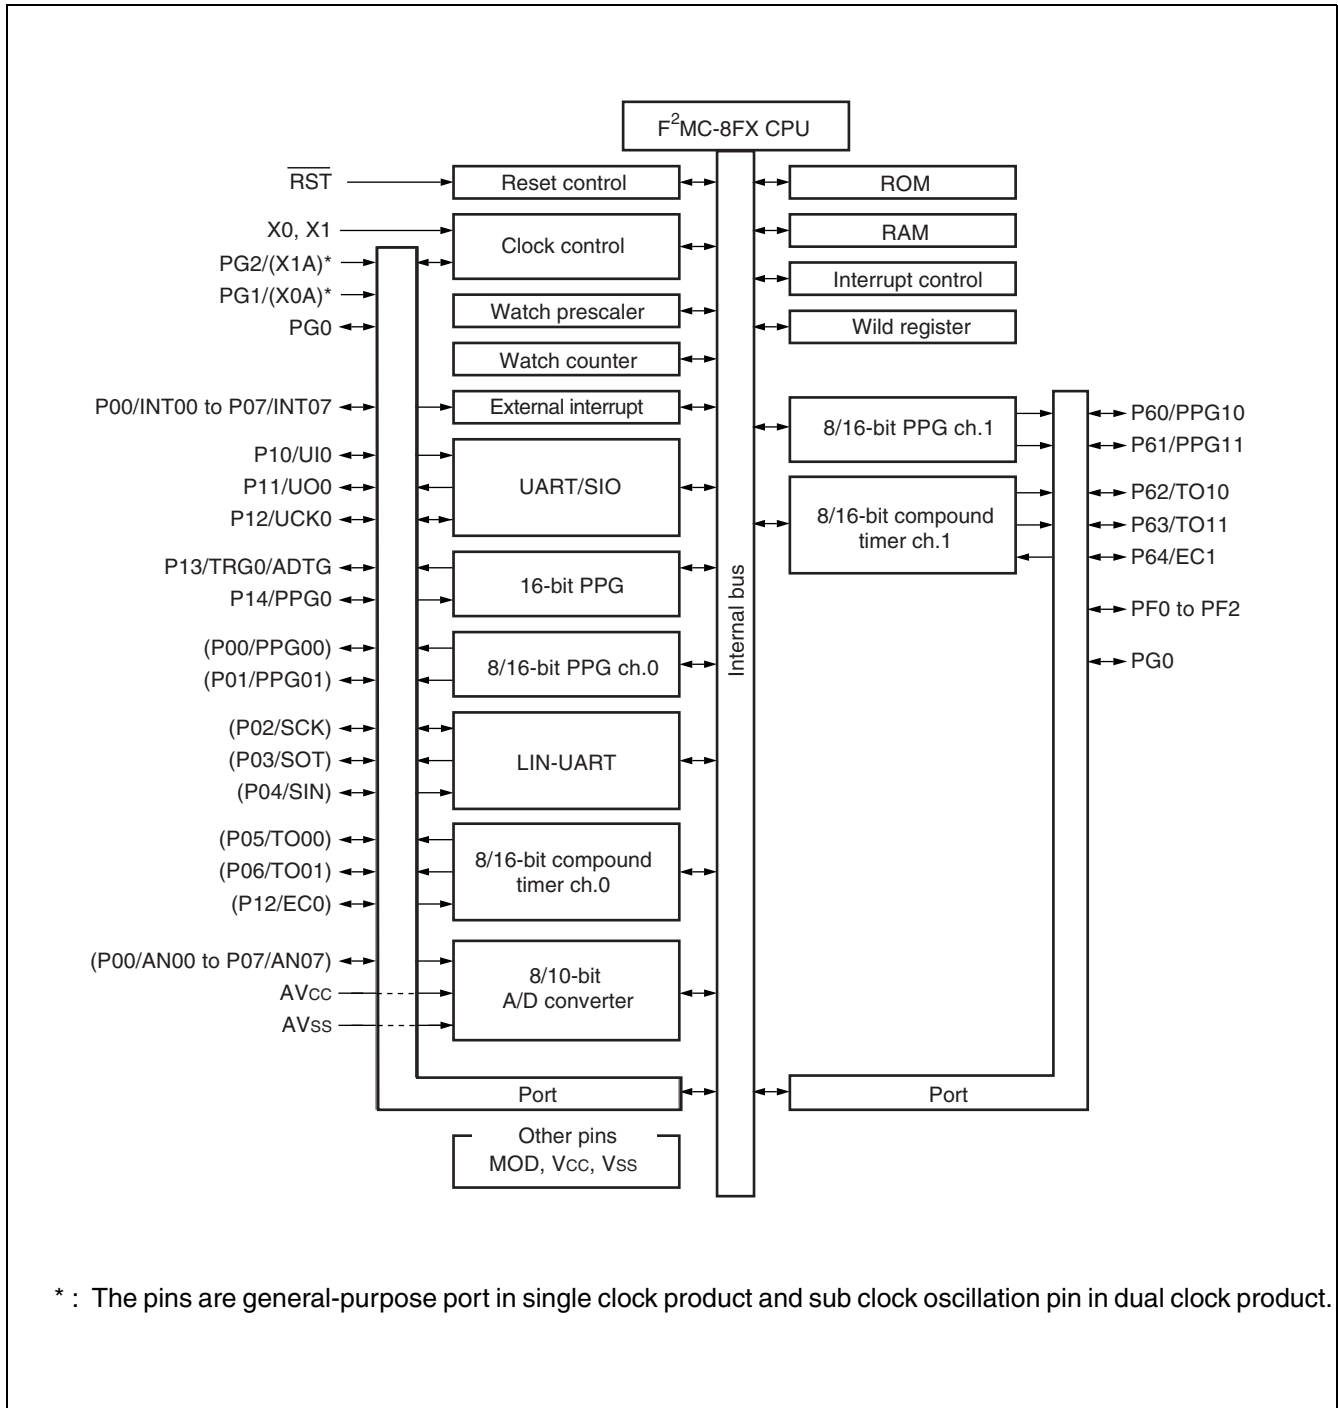 F²MC-8FX CPU
RST
Reset control
ROM
X0, X1
Clock control
RAM
PG2/(X1A)*
PG1/(X0A)*
PG0
Interrupt control
Watch prescaler
Wild register
Watch counter
P00/INT00 to P07/INT07
External interrupt
8/16-bit PPG ch.1
P60/PPG10
P61/PPG11
P10/UI0
P11/UO0
P12/UCK0
UART/SIO
8/16-bit compound
timer ch.1
P62/TO10
P63/TO11
P64/EC1
P13/TRG0/ADTG
P14/PPG0
16-bit PPG
Internal bus
PF0 to PF2
(P00/PPG00)
(P01/PPG01)
8/16-bit PPG ch.0
PG0
(P02/SCK)
(P03/SOT)
(P04/SIN)
LIN-UART
(P05/TO00)
(P06/TO01)
(P12/EC0)
8/16-bit compound
timer ch.0
(P00/AN00 to P07/AN07)
AVCC
AVSS
8/10-bit
A/D converter
Port
Port
Other pins
MOD, VCC, VSS
* : The pins are general-purpose port in single clock product and sub clock oscillation pin in dual clock product.